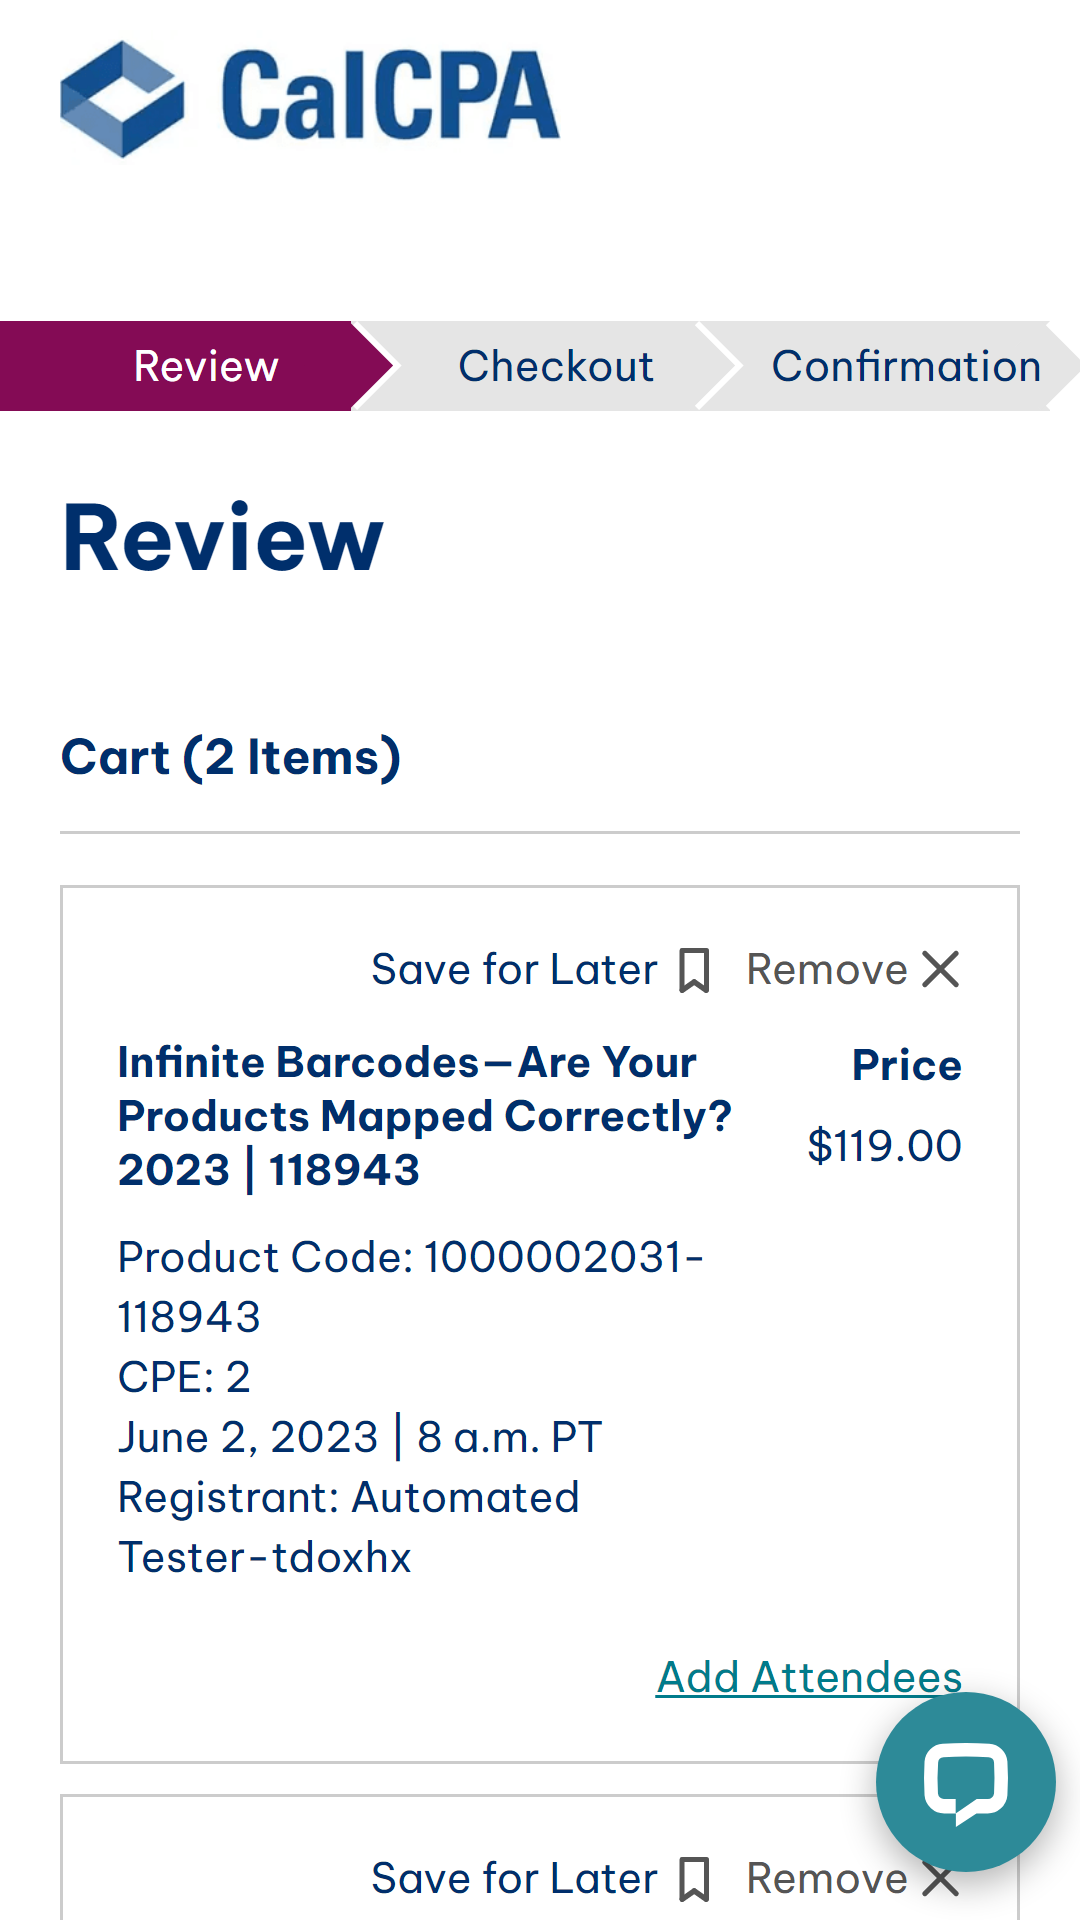 CalCPA
Review
Checkout
Confirmation
Review
Cart (2 Items)
Save for Later
Remove
Infinite Barcodes—Are Your
Products Mapped Correctly?
2023 | 118943
Price
$119.00
Product Code: 1000002031-
118943
CPE: 2
June 2, 2023 | 8 a.m. PT
Registrant: Automated
Tester-tdoxhx
Add Attendees
Save for Later
Remove